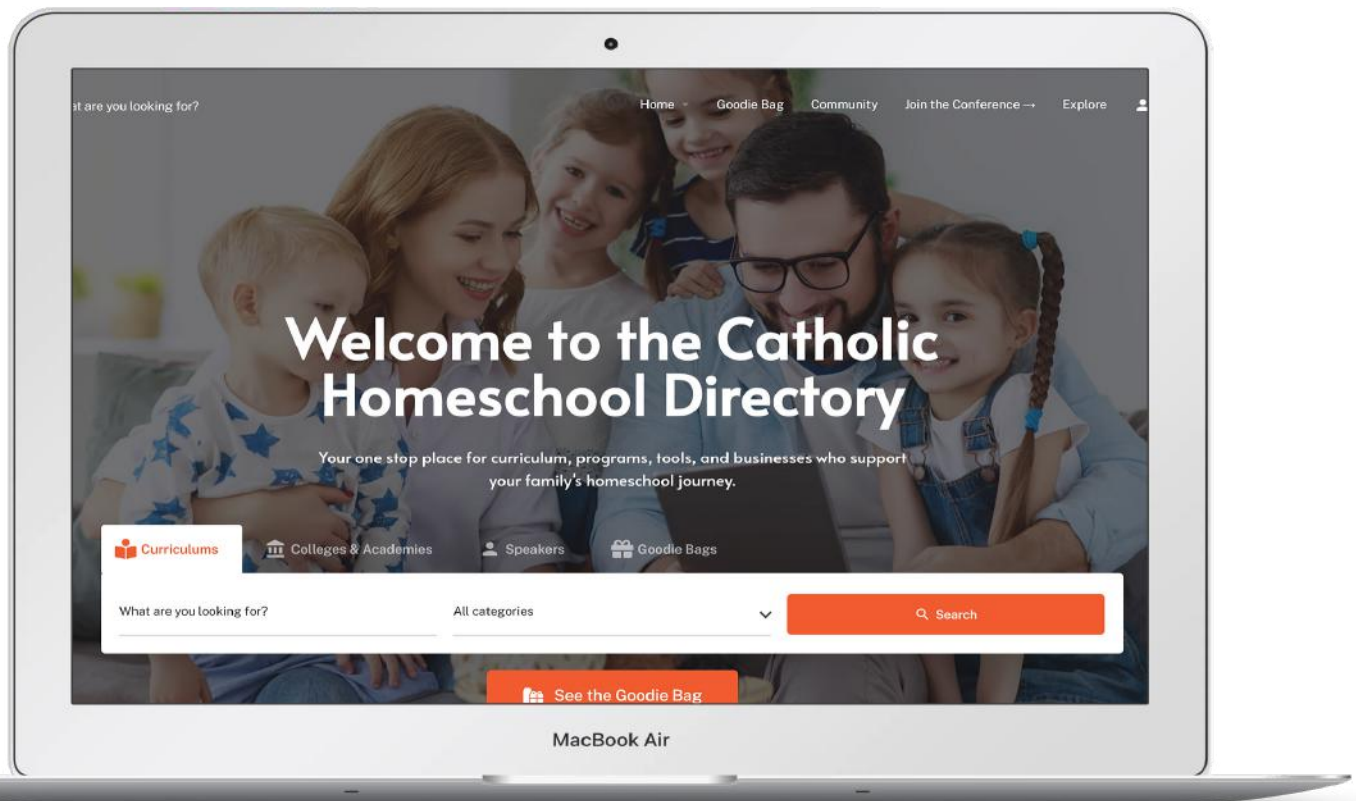 are you looking for?
Home
Goodie Bag
Community
Join the Conference →
Explore
Welcome to the Catholic
Homeschool Directory
Your one stop place for curriculum, programs, tools, and businesses who support
your family's homeschool journey.
Curriculums
Colleges & Academies
Speakers
Goodie Bags
What are you looking for?
All categories
Search
See the Goodie Bag
MacBook Air